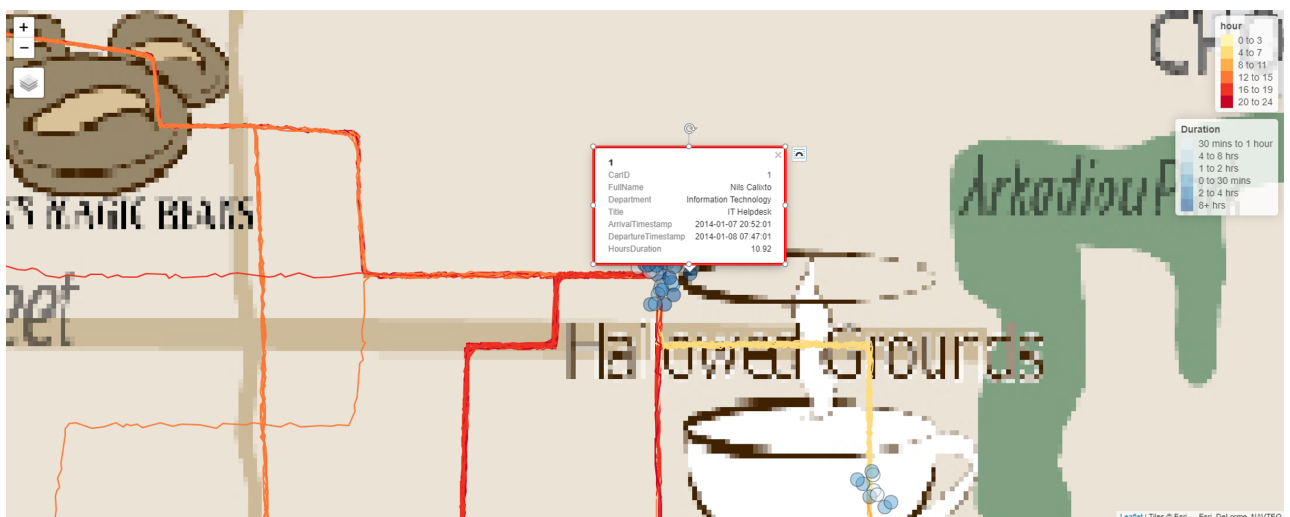 +
−
hour
0 to 3
4 to 7
8 to 11
12 to 15
16 to 19
20 to 24
Duration
30 mins to 1 hour
4 to 8 hrs
1 to 2 hrs
0 to 30 mins
2 to 4 hrs
8+ hrs
1
CarID 1
FullName Nils Calixto
Department Information Technology
Title IT Helpdesk
ArrivalTimestamp 2014-01-07 20:52:01
DepartureTimestamp 2014-01-08 07:47:01
HoursDuration 10.92
MAGIC BEANS
Arkadiou
Hallowed Grounds
Leaflet | Tiles © Esri — Esri, DeLorme, NAVTEQ